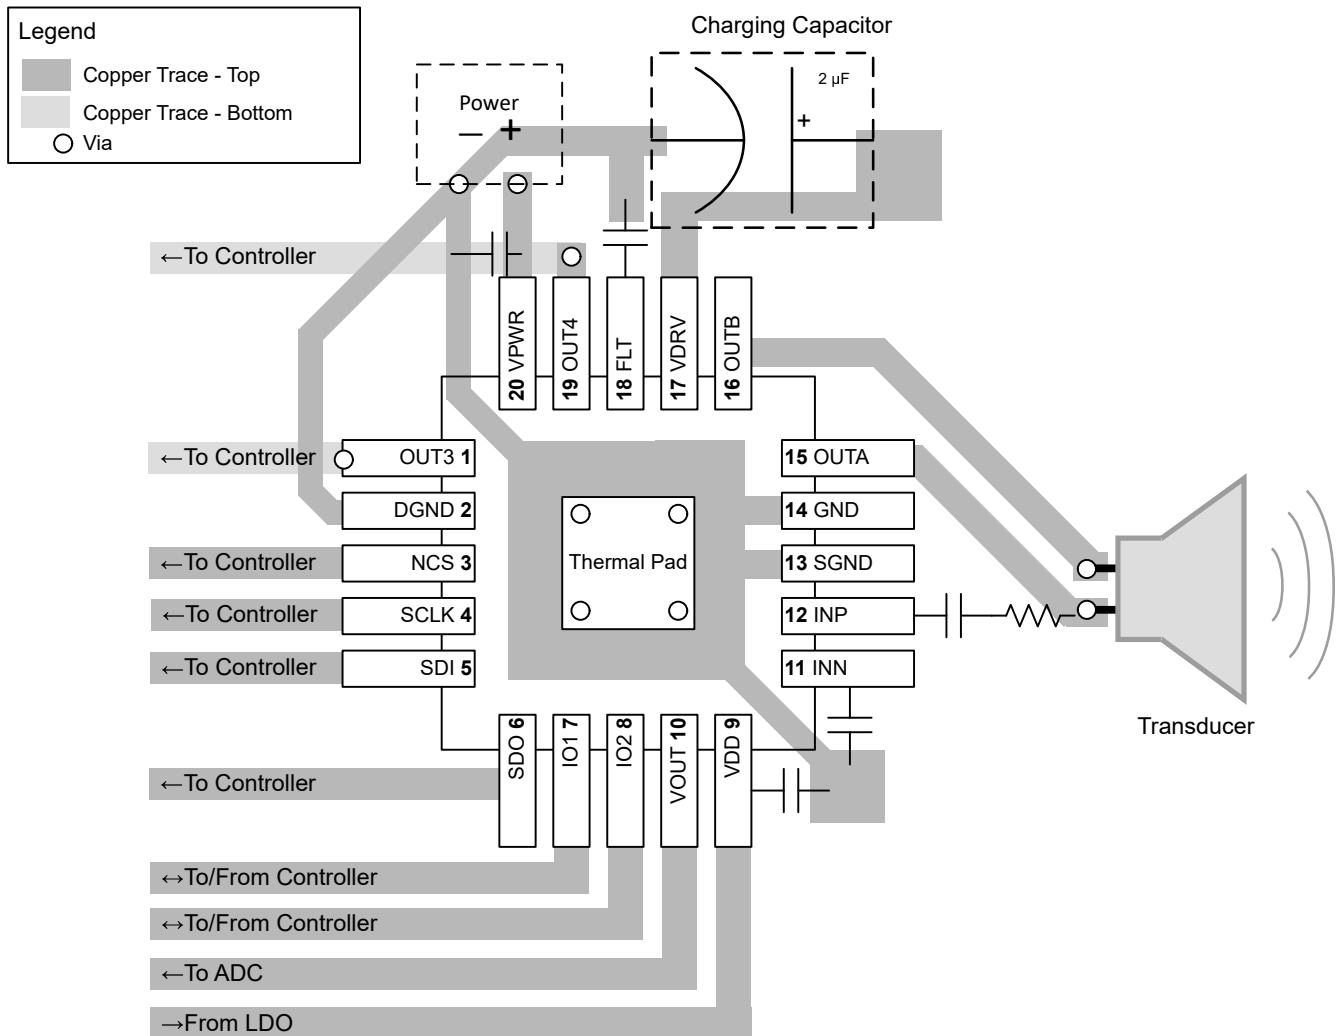 Legend
Copper Trace - Top
Copper Trace - Bottom
Via
Charging Capacitor
2 µF
+
Power
— +
←To Controller
20 VPWR
19 OUT4
18 FLT
17 VDRV
16 OUTB
←To Controller
OUT3 1
DGND 2
←To Controller
NCS 3
←To Controller
SCLK 4
←To Controller
SDI 5
Thermal Pad
15 OUTA
14 GND
13 SGND
12 INP
11 INN
Transducer
SDO 6
IO1 7
IO2 8
VOUT 10
VDD 9
←To Controller
↔To/From Controller
↔To/From Controller
←To ADC
→From LDO